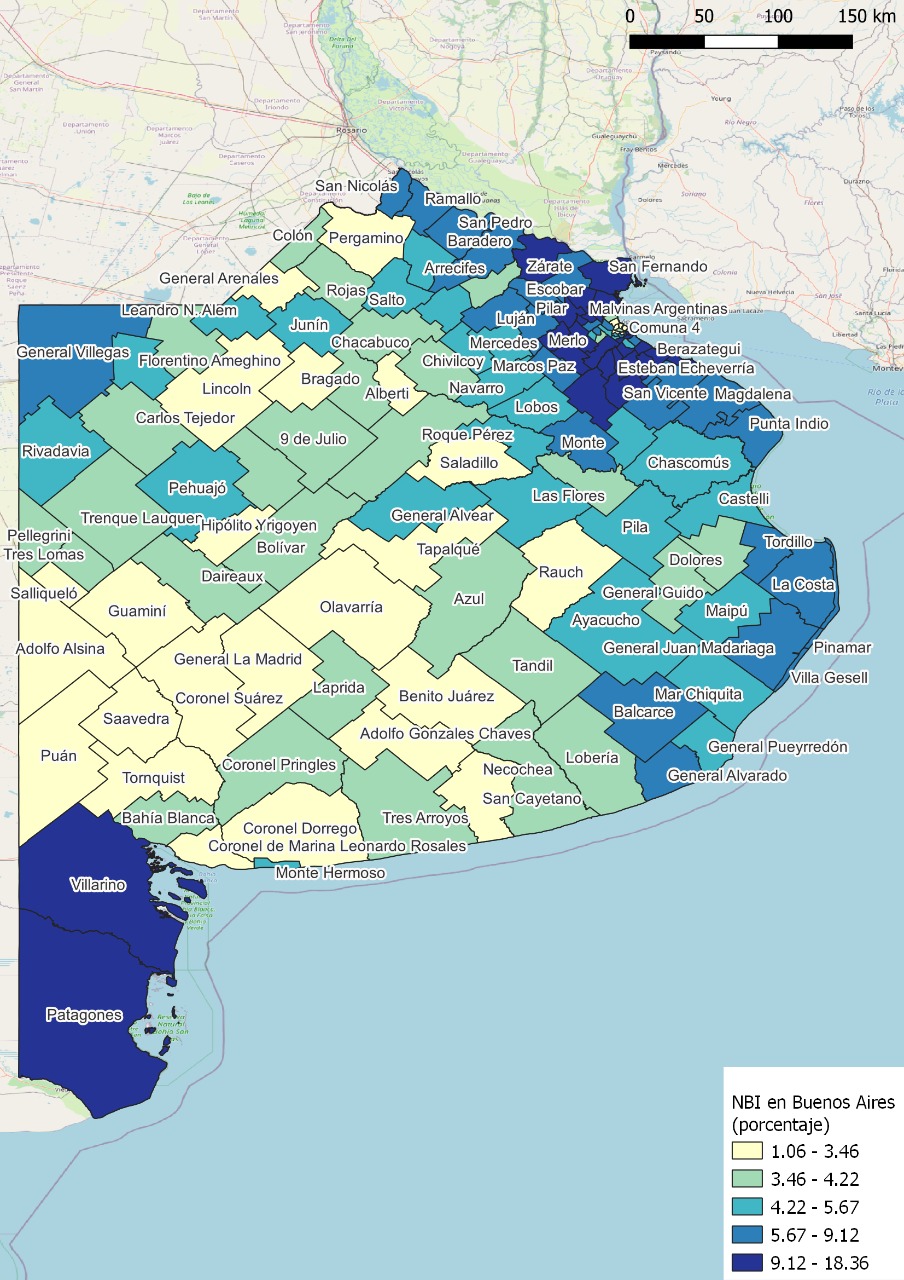 0 50 100 150 km
Rosario
San Nicolás
Ramallo
San Pedro
Colón
Pergamino
Baradero
Arrecifes
Zárate
San Fernando
General Arenales
Rojas
Salto
Escobar
Leandro N. Alem
Pilar
Malvinas Argentinas
Junín
Luján
Comuna 4
General Villegas
Florentino Ameghino
Chacabuco
Mercedes
Merlo
Berazategui
Chivilcoy
Marcos Paz
Esteban Echeverría
Lincoln
Bragado
Alberti
Navarro
San Vicente
Magdalena
Carlos Tejedor
Lobos
Punta Indio
9 de Julio
Roque Pérez
Monte
Rivadavia
Saladillo
Chascomús
Pehuajó
Las Flores
Castelli
Trenque Lauquen
Hipólito Yrigoyen
General Alvear
Pila
Pellegrini
Tres Lomas
Bolívar
Tapalqué
Tordillo
Daireaux
Rauch
Dolores
La Costa
Salliqueló
Guaminí
Olavarría
Azul
General Guido
Maipú
Ayacucho
Adolfo Alsina
General La Madrid
General Juan Madariaga
Pinamar
Tandil
Villa Gesell
Coronel Suárez
Laprida
Benito Juárez
Mar Chiquita
Saavedra
Balcarce
Adolfo Gonzales Chaves
Puán
General Pueyrredón
Coronel Pringles
Lobería
Tornquist
Necochea
General Alvarado
San Cayetano
Bahía Blanca
Tres Arroyos
Coronel Dorrego
Coronel de Marina Leonardo Rosales
Monte Hermoso
Villarino
Patagones
NBI en Buenos Aires
(porcentaje)
1.06 - 3.46
3.46 - 4.22
4.22 - 5.67
5.67 - 9.12
9.12 - 18.36